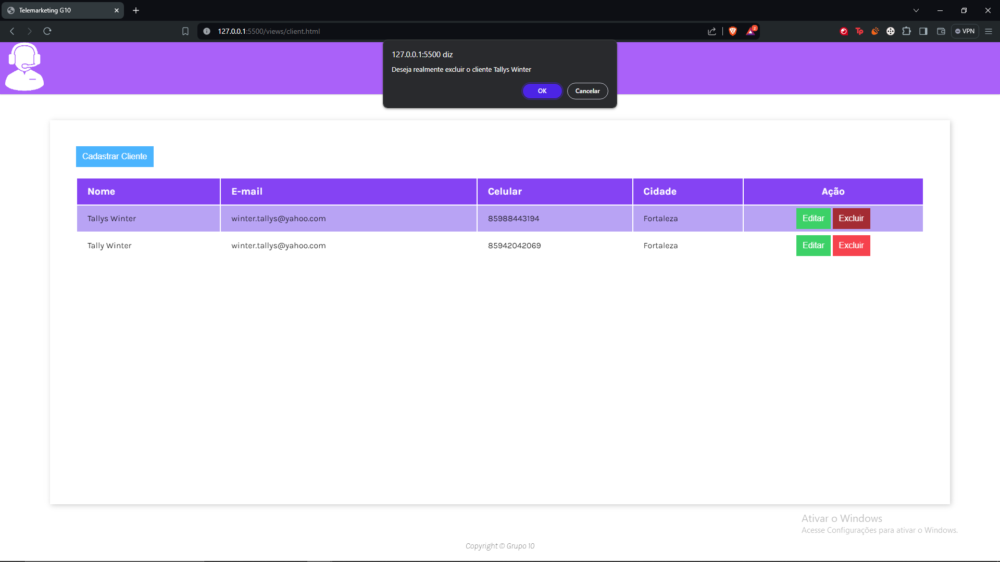 Telemarketing G10
127.0.0.1:5500/views/client.html
2
Tp
VPN
127.0.0.1:5500 diz
Deseja realmente excluir o cliente Tallys Winter
OK Cancelar
Cadastrar Cliente
Nome E-mail Celular Cidade Ação
Tallys Winter winter.tallys@yahoo.com 85988443194 Fortaleza Editar Excluir
Tally Winter winter.tallys@yahoo.com 85942042069 Fortaleza Editar Excluir
Ativar o Windows
Acesse Configurações para ativar o Windows.
Copyright © Grupo 10